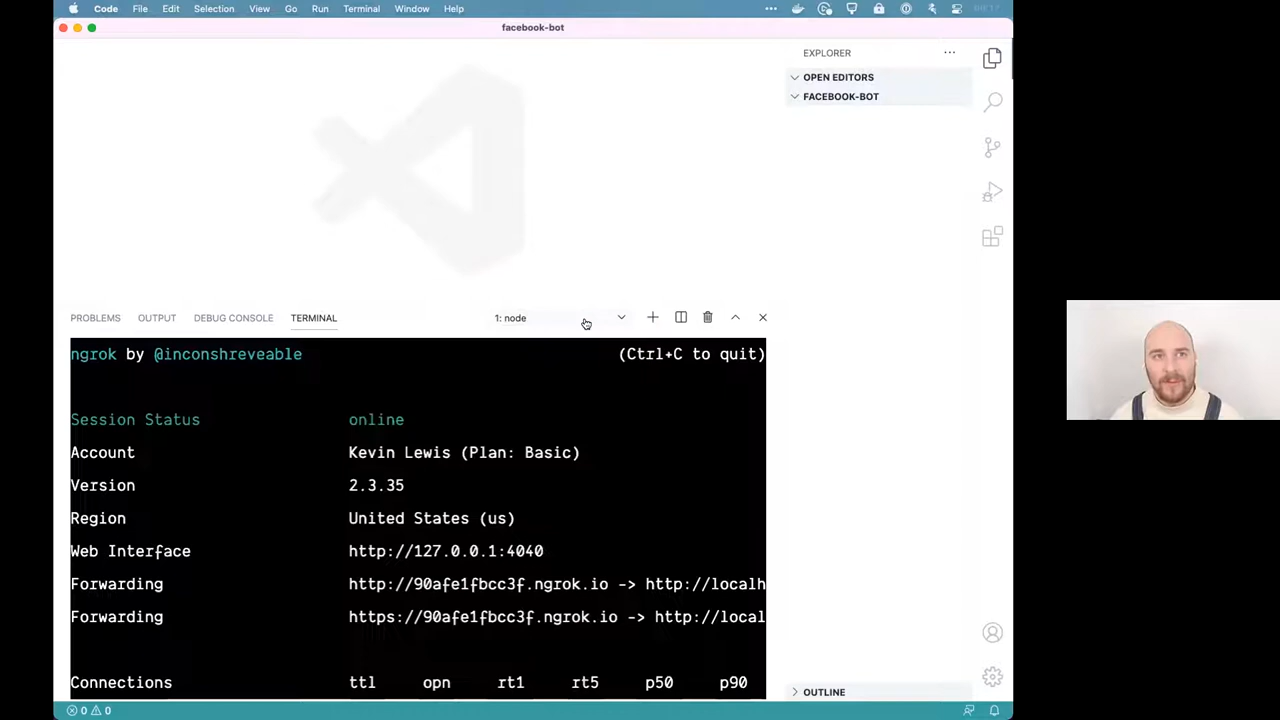 Code File Edit Selection View Go Run Terminal Window Help
facebook-bot
EXPLORER
OPEN EDITORS
FACEBOOK-BOT
PROBLEMS OUTPUT DEBUG CONSOLE TERMINAL 1: node
ngrok by @inconshreveable (Ctrl+C to quit)
Session Status online
Account Kevin Lewis (Plan: Basic)
Version 2.3.35
Region United States (us)
Web Interface http://127.0.0.1:4040
Forwarding http://90afe1fbcc3f.ngrok.io -> http://localh
Forwarding https://90afe1fbcc3f.ngrok.io -> http://local
Connections ttl opn rt1 rt5 p50 p90
OUTLINE
0 0